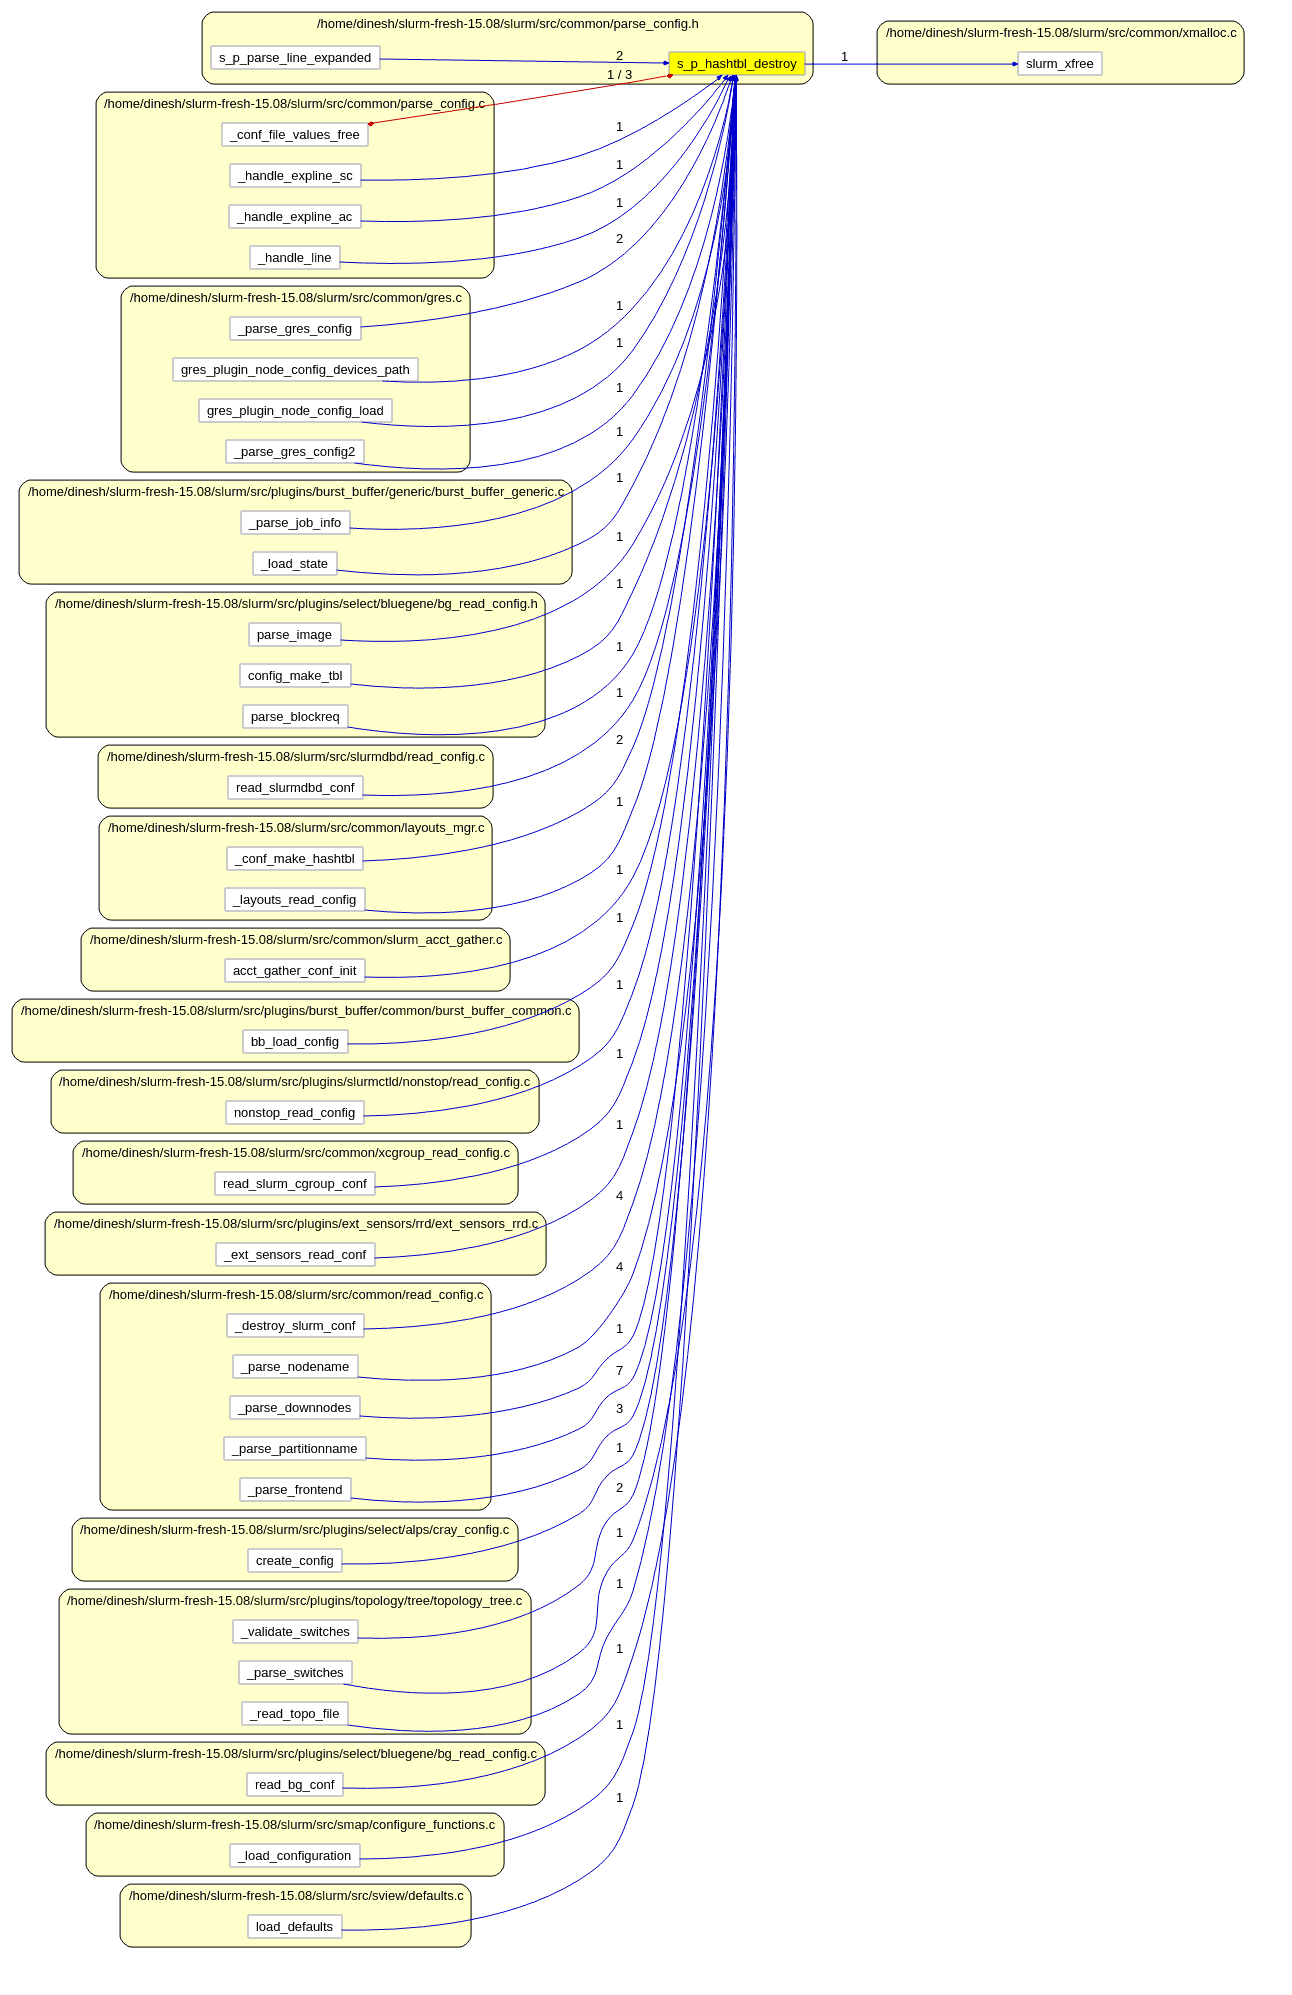 /home/dinesh/slurm-fresh-15.08/slurm/src/common/parse_config.h
s_p_parse_line_expanded
2
s_p_hashtbl_destroy
1
/home/dinesh/slurm-fresh-15.08/slurm/src/common/xmalloc.c
slurm_xfree
1 / 3
/home/dinesh/slurm-fresh-15.08/slurm/src/common/parse_config.c
_conf_file_values_free
1
_handle_expline_sc
1
_handle_expline_ac
1
_handle_line
2
/home/dinesh/slurm-fresh-15.08/slurm/src/common/gres.c
_parse_gres_config
1
gres_plugin_node_config_devices_path
1
gres_plugin_node_config_load
1
_parse_gres_config2
1
/home/dinesh/slurm-fresh-15.08/slurm/src/plugins/burst_buffer/generic/burst_buffer_generic.c
1
_parse_job_info
_load_state
1
/home/dinesh/slurm-fresh-15.08/slurm/src/plugins/select/bluegene/bg_read_config.h
1
parse_image
config_make_tbl
1
parse_blockreq
1
/home/dinesh/slurm-fresh-15.08/slurm/src/slurmdbd/read_config.c
2
read_slurmdbd_conf
1
/home/dinesh/slurm-fresh-15.08/slurm/src/common/layouts_mgr.c
_conf_make_hashtbl
1
_layouts_read_config
1
/home/dinesh/slurm-fresh-15.08/slurm/src/common/slurm_acct_gather.c
acct_gather_conf_init
1
/home/dinesh/slurm-fresh-15.08/slurm/src/plugins/burst_buffer/common/burst_buffer_common.c
bb_load_config
1
/home/dinesh/slurm-fresh-15.08/slurm/src/plugins/slurmctld/nonstop/read_config.c
nonstop_read_config
1
/home/dinesh/slurm-fresh-15.08/slurm/src/common/xcgroup_read_config.c
read_slurm_cgroup_conf
4
/home/dinesh/slurm-fresh-15.08/slurm/src/plugins/ext_sensors/rrd/ext_sensors_rrd.c
_ext_sensors_read_conf
4
/home/dinesh/slurm-fresh-15.08/slurm/src/common/read_config.c
_destroy_slurm_conf
1
_parse_nodename
7
_parse_downnodes
3
_parse_partitionname
1
_parse_frontend
2
/home/dinesh/slurm-fresh-15.08/slurm/src/plugins/select/alps/cray_config.c
1
create_config
1
/home/dinesh/slurm-fresh-15.08/slurm/src/plugins/topology/tree/topology_tree.c
_validate_switches
1
_parse_switches
_read_topo_file
1
/home/dinesh/slurm-fresh-15.08/slurm/src/plugins/select/bluegene/bg_read_config.c
read_bg_conf
1
/home/dinesh/slurm-fresh-15.08/slurm/src/smap/configure_functions.c
_load_configuration
/home/dinesh/slurm-fresh-15.08/slurm/src/sview/defaults.c
load_defaults